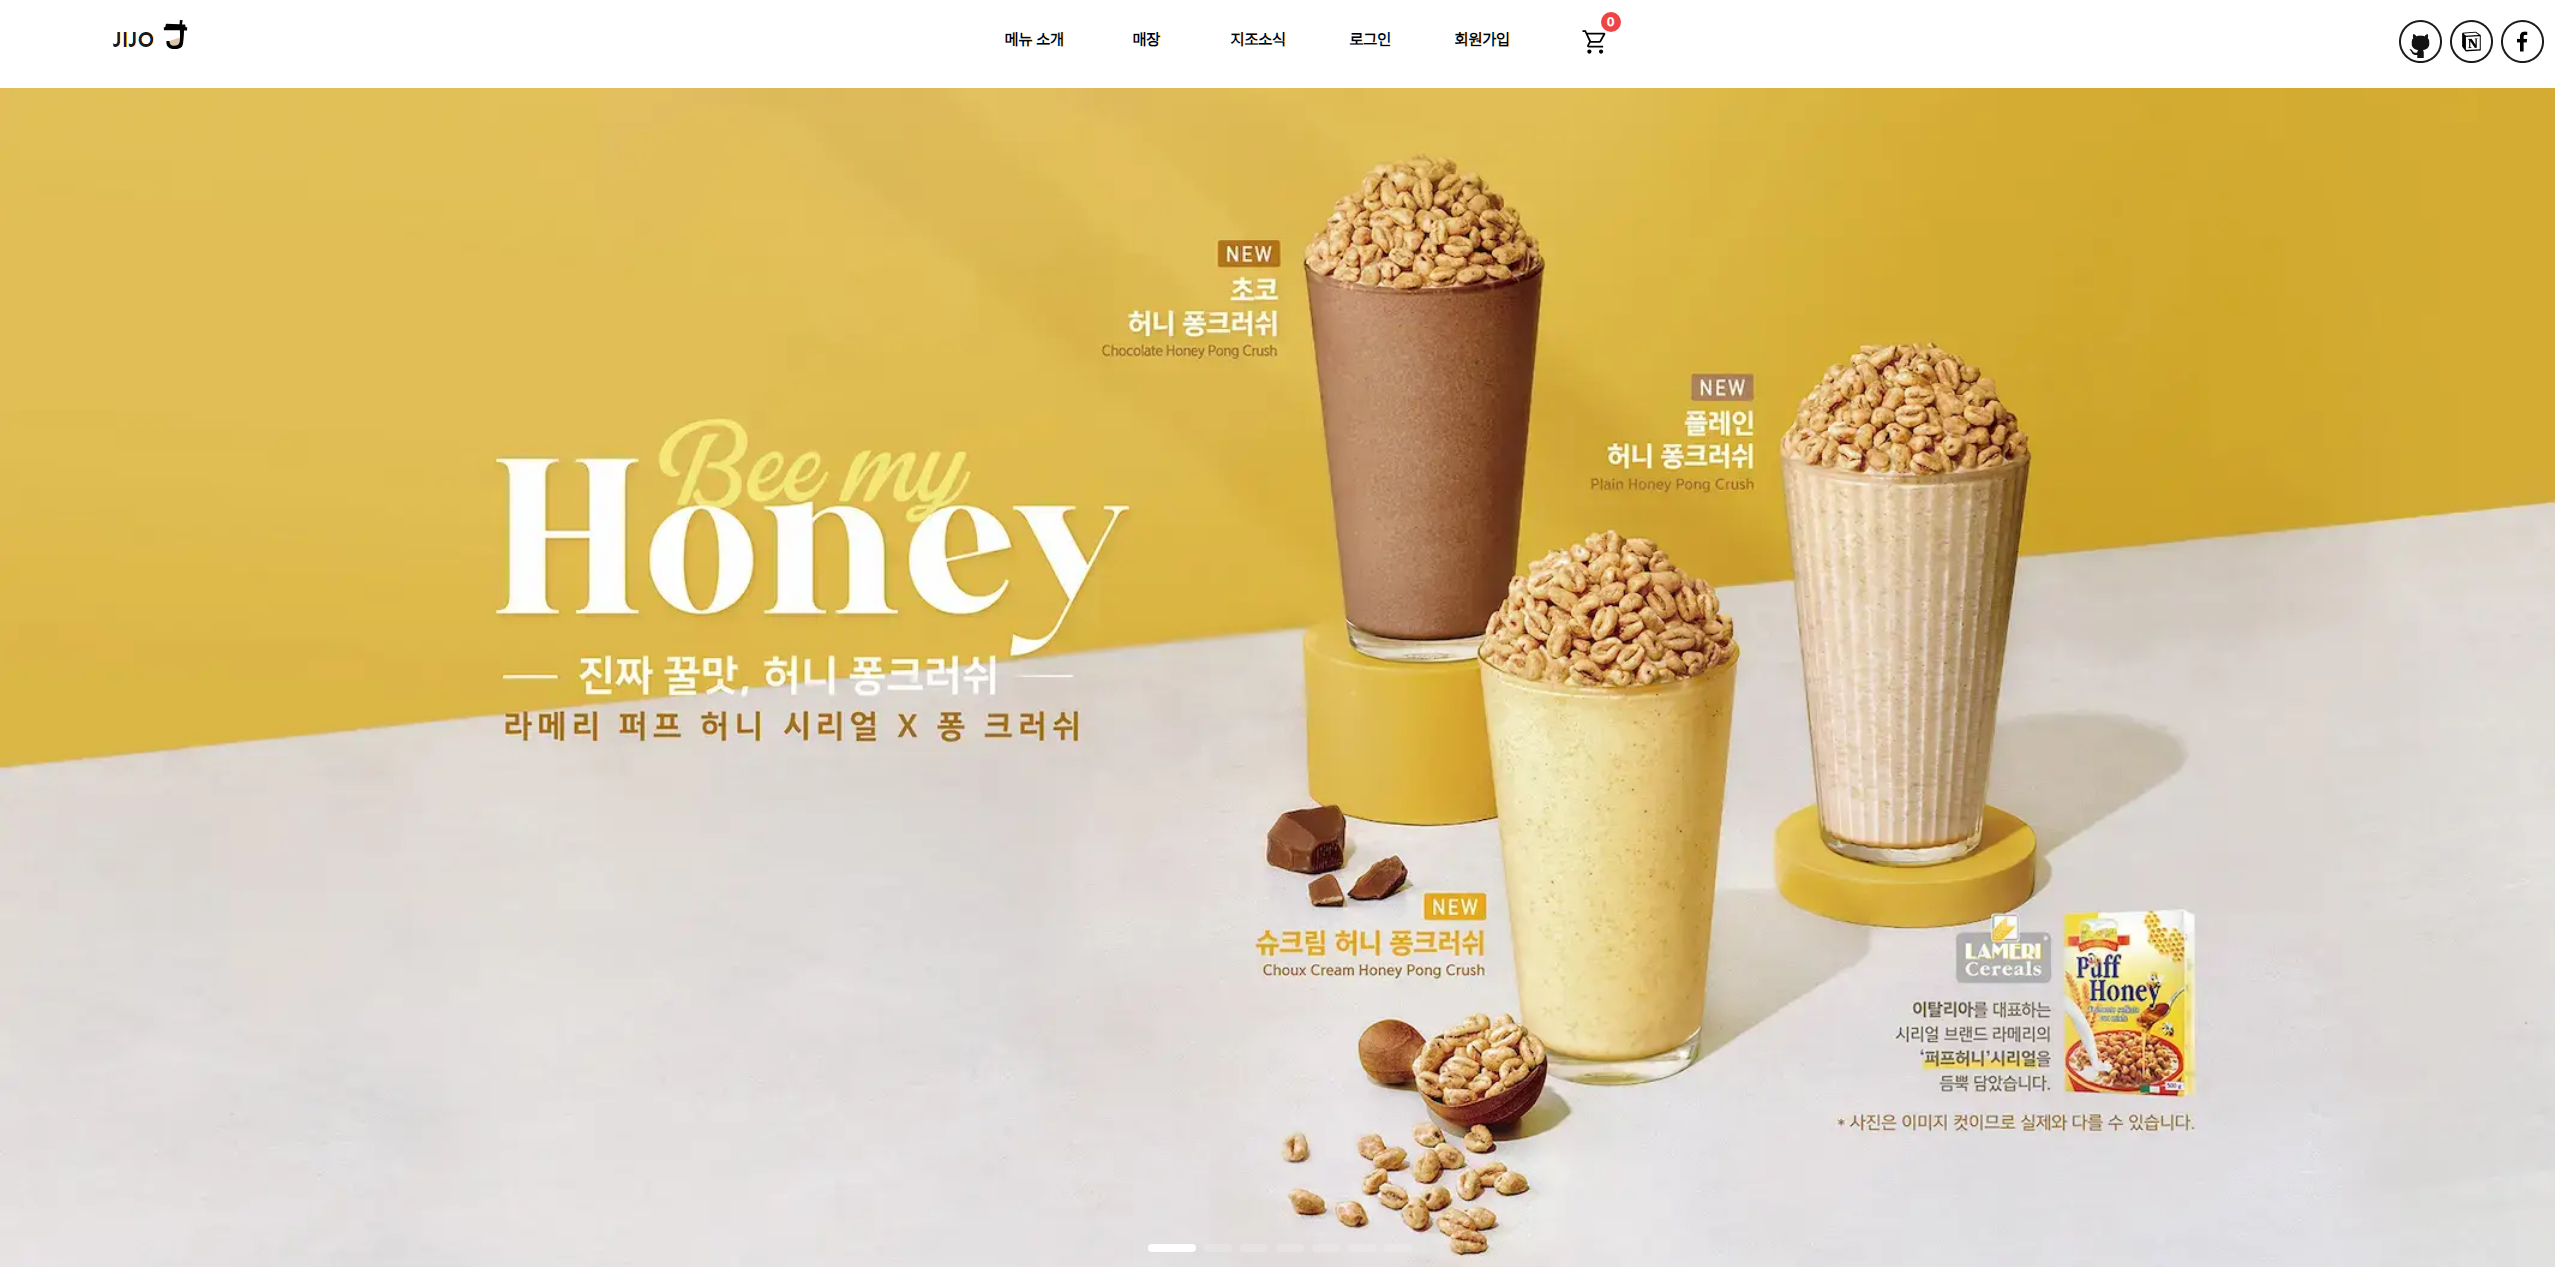 JIJO
메뉴 소개
매장
지조소식
로그인
회원가입
0
NEW
초코
허니 퐁크러쉬
Chocolate Honey Pong Crush
NEW
플레인
허니 퐁크러쉬
Plain Honey Pong Crush
Bee my
Honey
진짜 꿀맛, 허니 퐁크러쉬
라메리 퍼프 허니 시리얼 X 퐁 크러쉬
NEW
슈크림 허니 퐁크러쉬
Choux Cream Honey Pong Crush
LAMERI
Cereals
Puff
Honey
500 g
이탈리아를 대표하는
시리얼 브랜드 라메리의
'퍼프허니'시리얼을
듬뿍 담았습니다.
* 사진은 이미지 컷이므로 실제와 다를 수 있습니다.